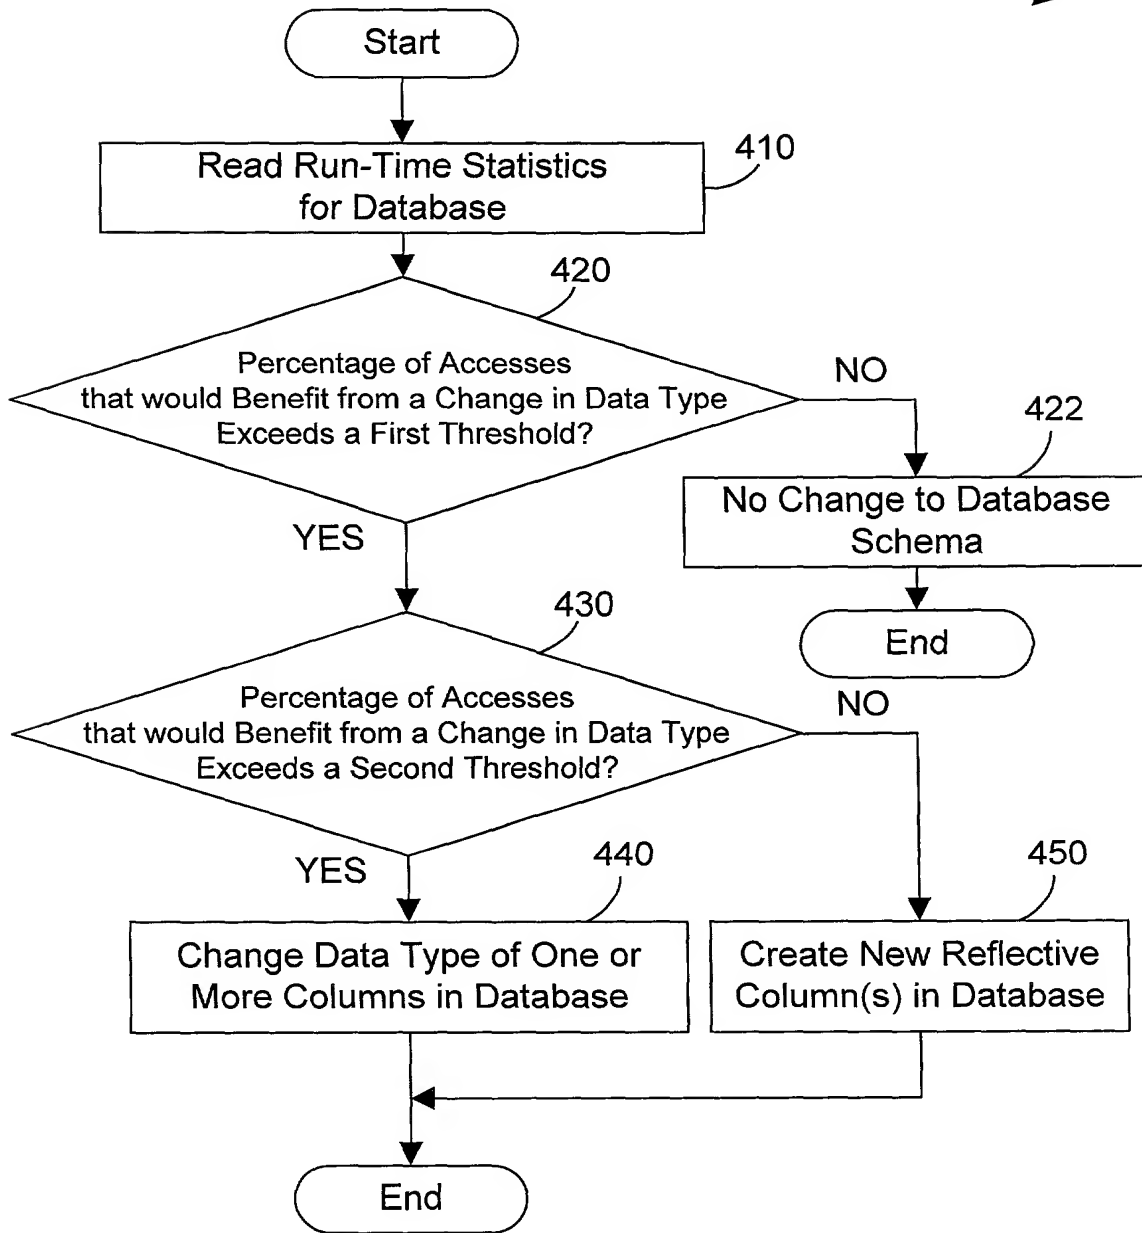 Start
Read Run-Time Statistics
for Database
410
420
Percentage of Accesses
that would Benefit from a Change in Data Type
Exceeds a First Threshold?
NO
422
No Change to Database
Schema
YES
End
430
Percentage of Accesses
that would Benefit from a Change in Data Type
Exceeds a Second Threshold?
NO
YES
440
450
Change Data Type of One or
More Columns in Database
Create New Reflective
Column(s) in Database
End